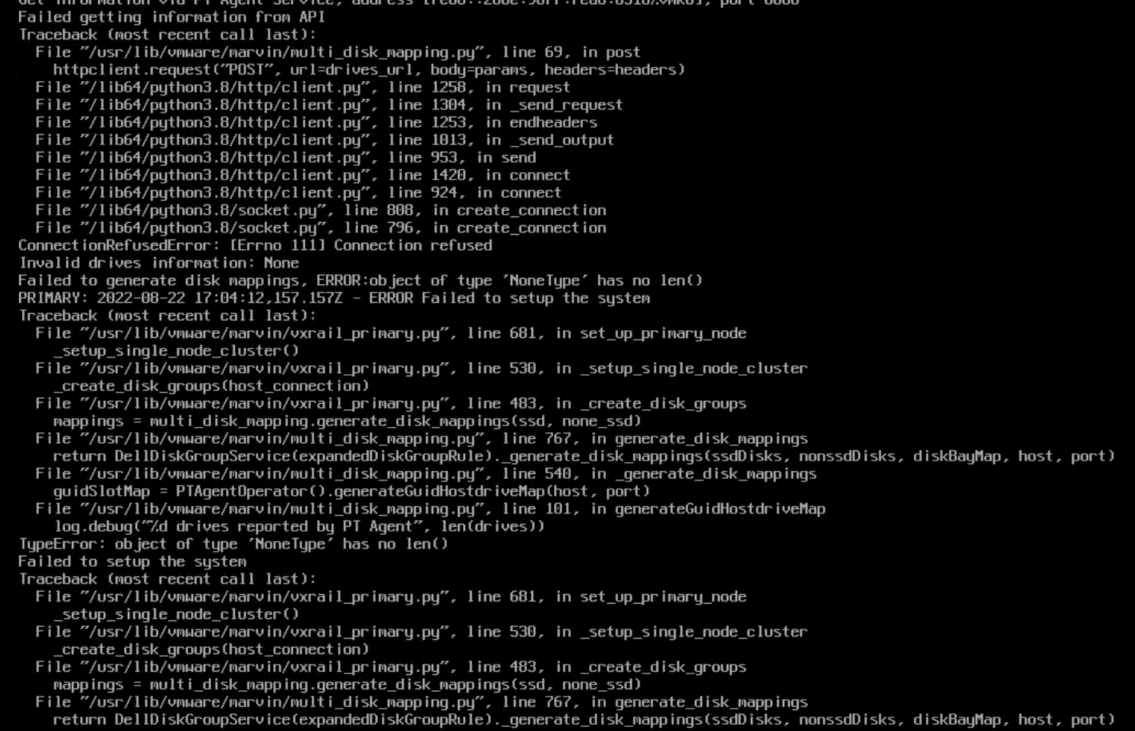 Failed getting information from API
Traceback (most recent call last):
File "/usr/lib/vmware/marvin/multi_disk_mapping.py", line 69, in post
httpclient.request("POST", url=drives_url, body=params, headers=headers)
File "/lib64/python3.8/http/client.py", line 1258, in request
File "/lib64/python3.8/http/client.py", line 1304, in _send_request
File "/lib64/python3.8/http/client.py", line 1253, in endheaders
File "/lib64/python3.8/http/client.py", line 1013, in _send_output
File "/lib64/python3.8/http/client.py", line 953, in send
File "/lib64/python3.8/http/client.py", line 1420, in connect
File "/lib64/python3.8/http/client.py", line 924, in connect
File "/lib64/python3.8/socket.py", line 808, in create_connection
File "/lib64/python3.8/socket.py", line 796, in create_connection
ConnectionRefusedError: [Errno 111] Connection refused
Invalid drives information: None
Failed to generate disk mappings, ERROR:object of type 'NoneType' has no len()
PRIMARY: 2022-08-22 17:04:12,157.157Z - ERROR Failed to setup the system
Traceback (most recent call last):
File "/usr/lib/vmware/marvin/vxrail_primary.py", line 681, in set_up_primary_node
_setup_single_node_cluster()
File "/usr/lib/vmware/marvin/vxrail_primary.py", line 530, in _setup_single_node_cluster
_create_disk_groups(host_connection)
File "/usr/lib/vmware/marvin/vxrail_primary.py", line 483, in _create_disk_groups
mappings = multi_disk_mapping.generate_disk_mappings(ssd, none_ssd)
File "/usr/lib/vmware/marvin/multi_disk_mapping.py", line 767, in generate_disk_mappings
return DellDiskGroupService(expandedDiskGroupRule)._generate_disk_mappings(ssdDisks, nonssdDisks, diskBayMap, host, port)
File "/usr/lib/vmware/marvin/multi_disk_mapping.py", line 540, in _generate_disk_mappings
guidSlotMap = PTAgentOperator().generateGuidHostdriveMap(host, port)
File "/usr/lib/vmware/marvin/multi_disk_mapping.py", line 101, in generateGuidHostdriveMap
log.debug("%d drives reported by PT Agent", len(drives))
TypeError: object of type 'NoneType' has no len()
Failed to setup the system
Traceback (most recent call last):
File "/usr/lib/vmware/marvin/vxrail_primary.py", line 681, in set_up_primary_node
_setup_single_node_cluster()
File "/usr/lib/vmware/marvin/vxrail_primary.py", line 530, in _setup_single_node_cluster
_create_disk_groups(host_connection)
File "/usr/lib/vmware/marvin/vxrail_primary.py", line 483, in _create_disk_groups
mappings = multi_disk_mapping.generate_disk_mappings(ssd, none_ssd)
File "/usr/lib/vmware/marvin/multi_disk_mapping.py", line 767, in generate_disk_mappings
return DellDiskGroupService(expandedDiskGroupRule)._generate_disk_mappings(ssdDisks, nonssdDisks, diskBayMap, host, port)